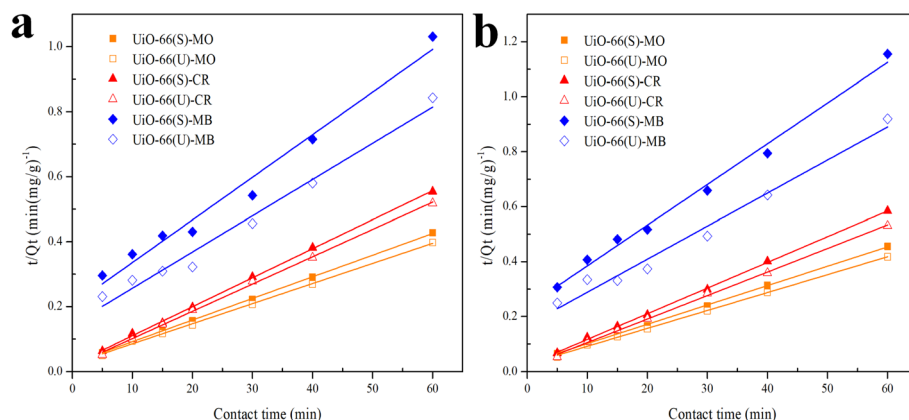 a
UiO-66(S)-MO
UiO-66(U)-MO
UiO-66(S)-CR
UiO-66(U)-CR
UiO-66(S)-MB
UiO-66(U)-MB
t/Qt (min(mg/g)⁻¹)
1.0
0.8
0.6
0.4
0.2
0.0
0 10 20 30 40 50 60
Contact time (min)
b
UiO-66(S)-MO
UiO-66(U)-MO
UiO-66(S)-CR
UiO-66(U)-CR
UiO-66(S)-MB
UiO-66(U)-MB
t/Qt (min(mg/g)⁻¹)
1.2
1.0
0.8
0.6
0.4
0.2
0.0
0 10 20 30 40 50 60
Contact time (min)